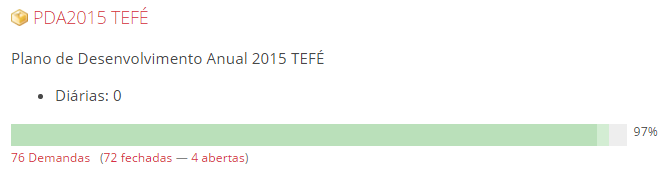 PDA2015 TEFÉ
Plano de Desenvolvimento Anual 2015 TEFÉ
• Diárias: 0
97%
76 Demandas (72 fechadas — 4 abertas)